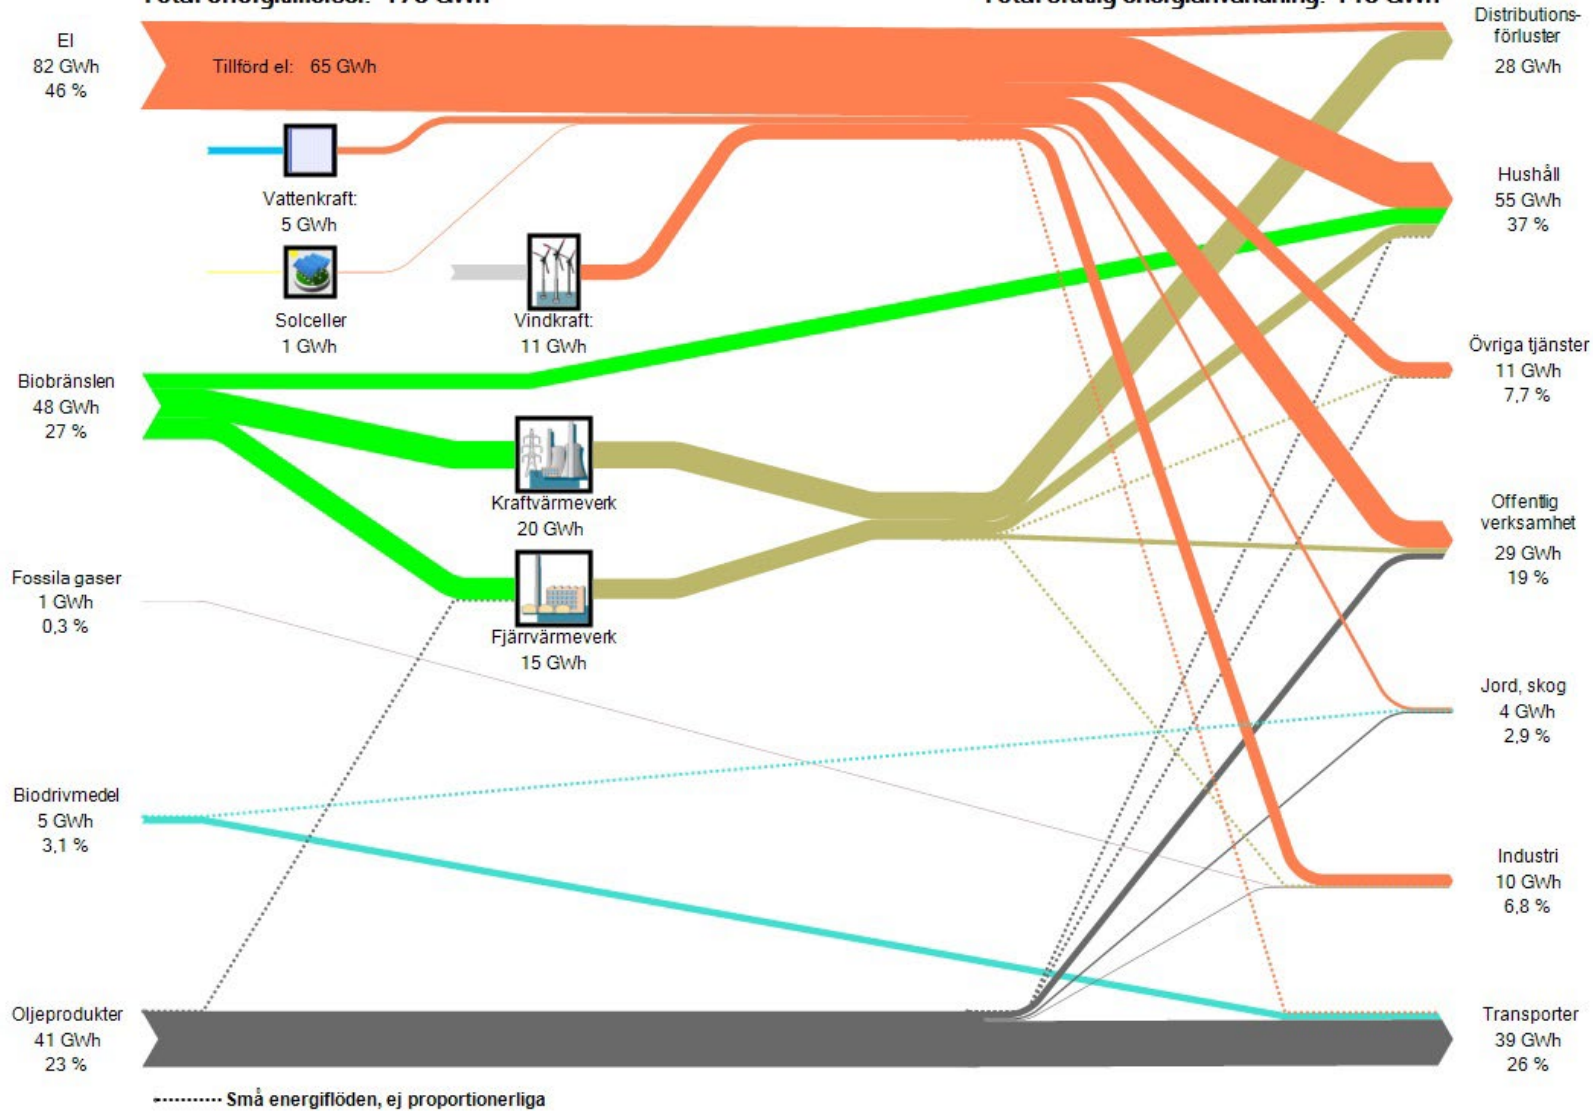 El
82 GWh
46 %
Tillförd el: 65 GWh
Vattenkraft:
5 GWh
Solceller
1 GWh
Vindkraft:
11 GWh
Biobränslen
48 GWh
27 %
Kraftvärmeverk
20 GWh
Fjärrvärmeverk
15 GWh
Fossila gaser
1 GWh
0,3 %
Biodrivmedel
5 GWh
3,1 %
Oljeprodukter
41 GWh
23 %
Distributions-
förluster
28 GWh
Hushåll
55 GWh
37 %
Övriga tjänster
11 GWh
7,7 %
Offentlig
verksamhet
29 GWh
19 %
Jord, skog
4 GWh
2,9 %
Industri
10 GWh
6,8 %
Transporter
39 GWh
26 %
Små energiflöden, ej proportionerliga